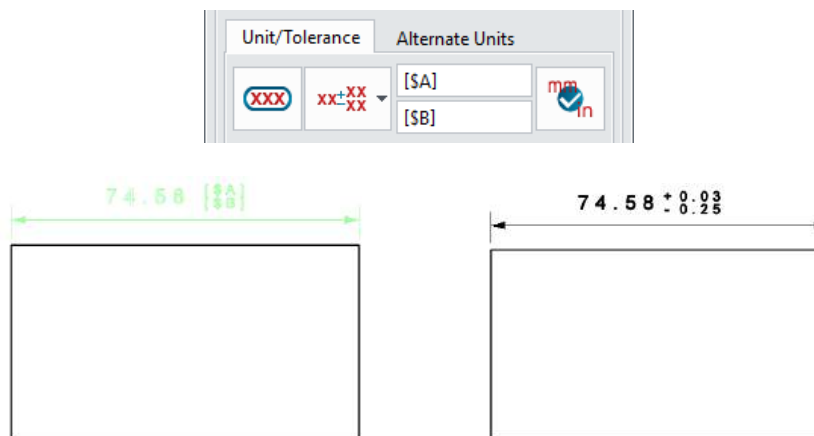 Unit/Tolerance Alternate Units
XXX xx±xx xx [$A] mm in
[$B]
74.58 [$A]
[$B]
74.58 + 0.03
- 0.25